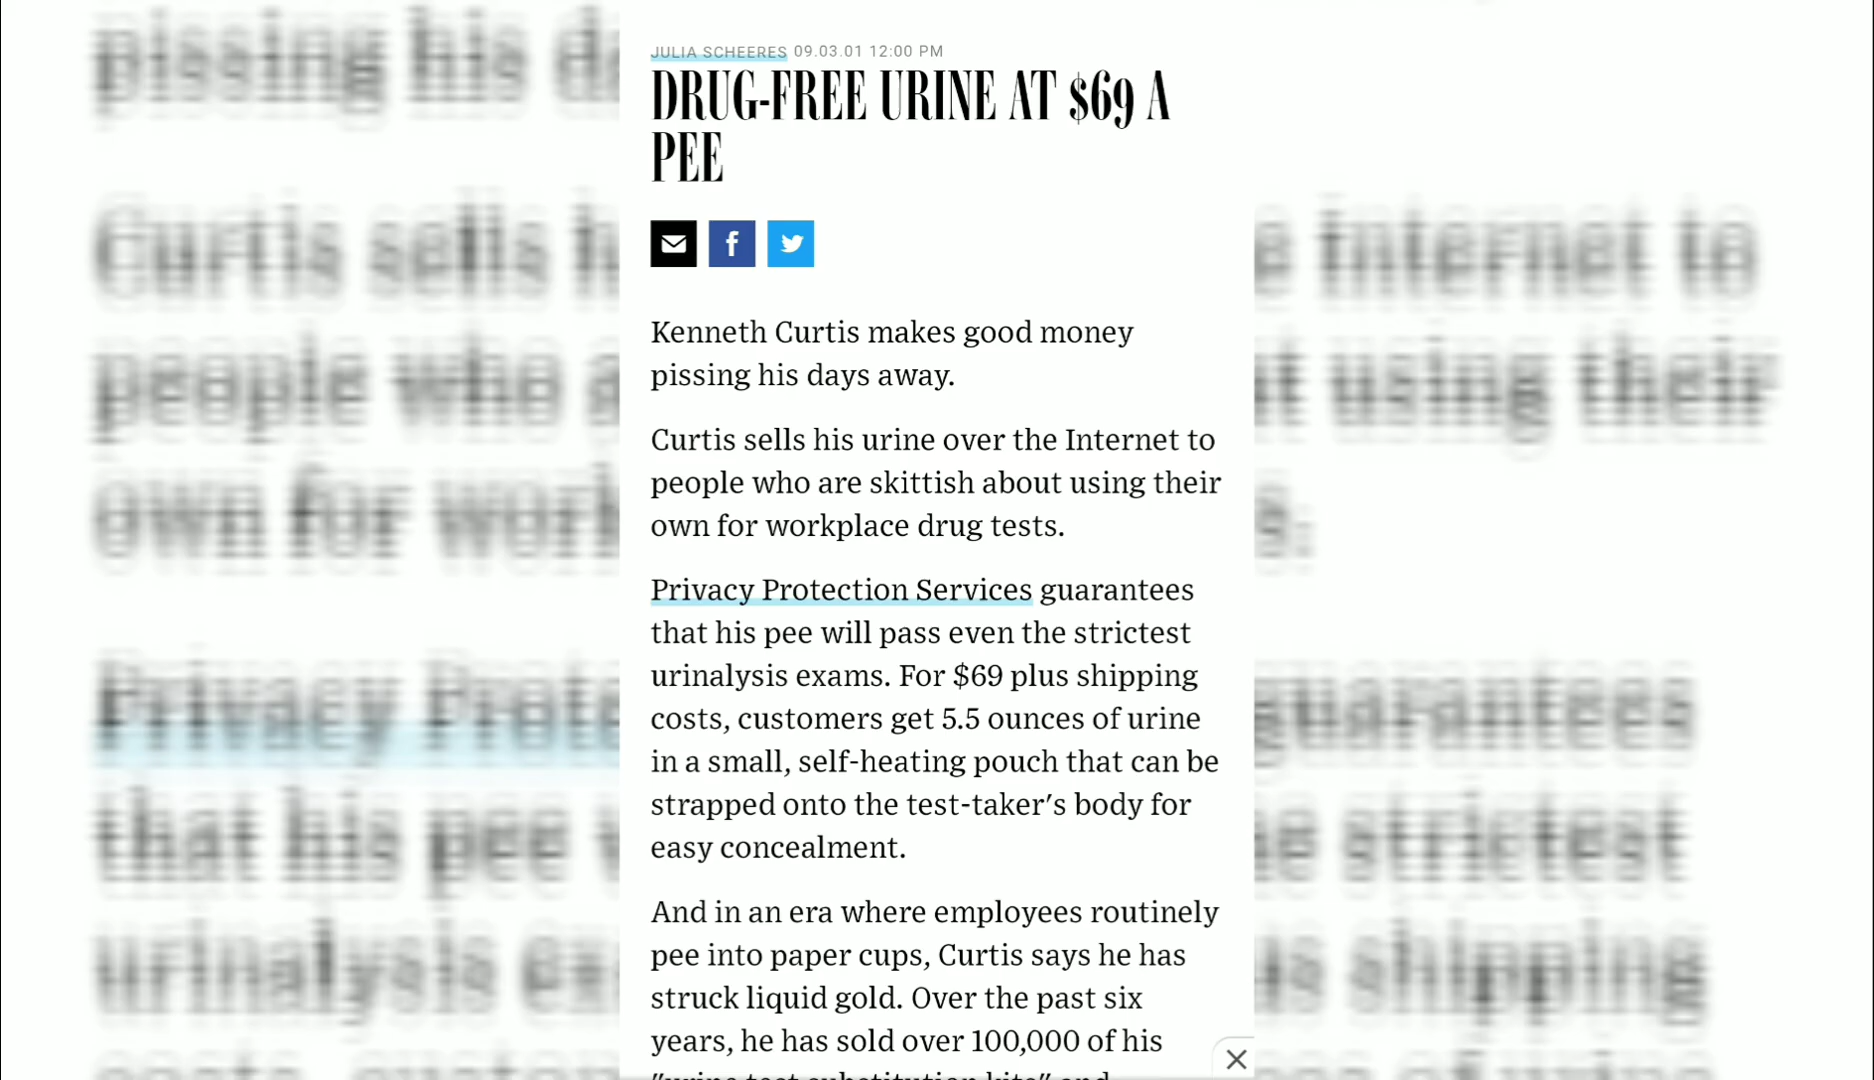 JULIA SCHEERES 09.03.01 12:00 PM
DRUG-FREE URINE AT $69 A
PEE
Kenneth Curtis makes good money
pissing his days away.
Curtis sells his urine over the Internet to
people who are skittish about using their
own for workplace drug tests.
Privacy Protection Services guarantees
that his pee will pass even the strictest
urinalysis exams. For $69 plus shipping
costs, customers get 5.5 ounces of urine
in a small, self-heating pouch that can be
strapped onto the test-taker's body for
easy concealment.
And in an era where employees routinely
pee into paper cups, Curtis says he has
struck liquid gold. Over the past six
years, he has sold over 100,000 of his
"urine test substitution kits" and